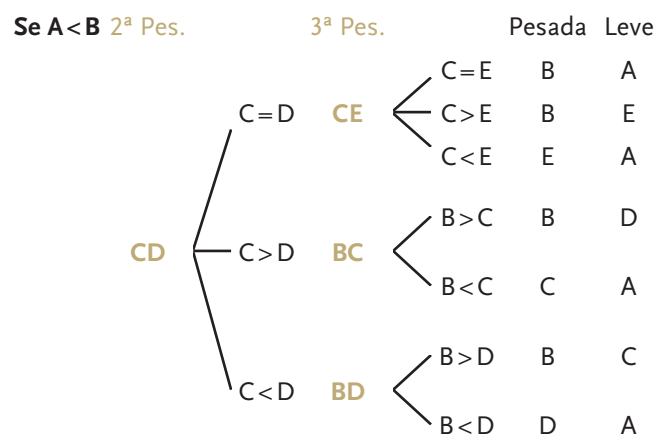 Se A<B 2ª Pes. 3ª Pes. Pesada Leve
C=E B A
C=D CE C>E B E
C<E E A
B>C B D
CD C>D BC
B<C C A
B>D B C
C<D BD
B<D D A